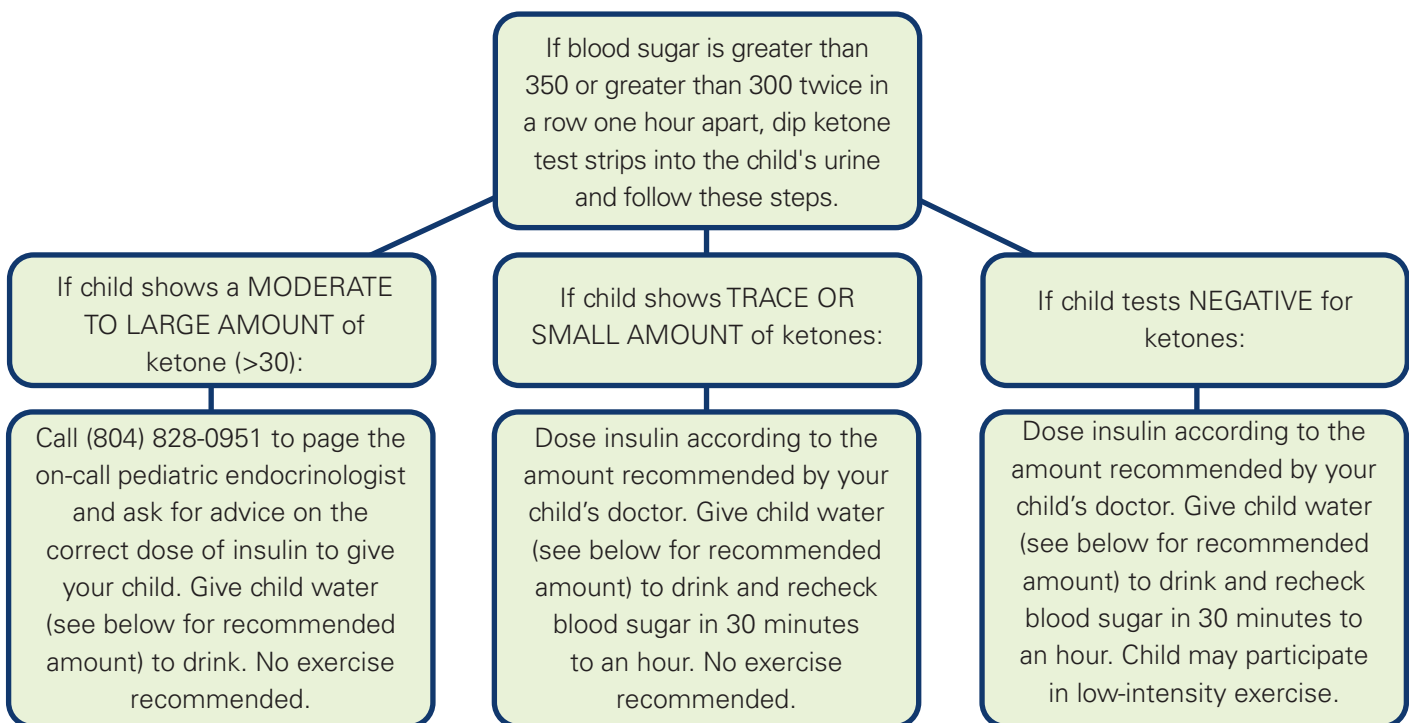 If blood sugar is greater than
350 or greater than 300 twice in
a row one hour apart, dip ketone
test strips into the child's urine
and follow these steps.
If child shows a MODERATE
TO LARGE AMOUNT of
ketone (>30):
If child shows TRACE OR
SMALL AMOUNT of ketones:
If child tests NEGATIVE for
ketones:
Call (804) 828-0951 to page the
on-call pediatric endocrinologist
and ask for advice on the
correct dose of insulin to give
your child. Give child water
(see below for recommended
amount) to drink. No exercise
recommended.
Dose insulin according to the
amount recommended by your
child’s doctor. Give child water
(see below for recommended
amount) to drink and recheck
blood sugar in 30 minutes
to an hour. No exercise
recommended.
Dose insulin according to the
amount recommended by your
child’s doctor. Give child water
(see below for recommended
amount) to drink and recheck
blood sugar in 30 minutes to
an hour. Child may participate
in low-intensity exercise.